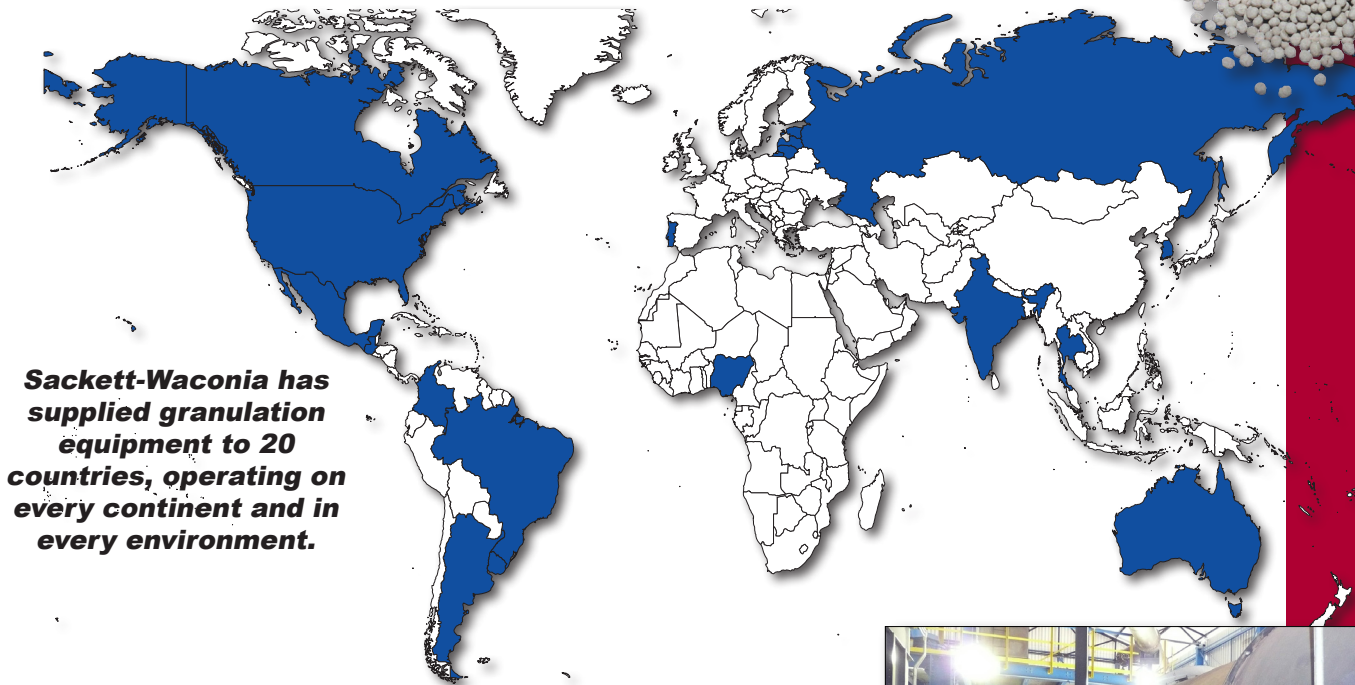 Sackett-Waconia has
supplied granulation
equipment to 20
countries, operating on
every continent and in
every environment.